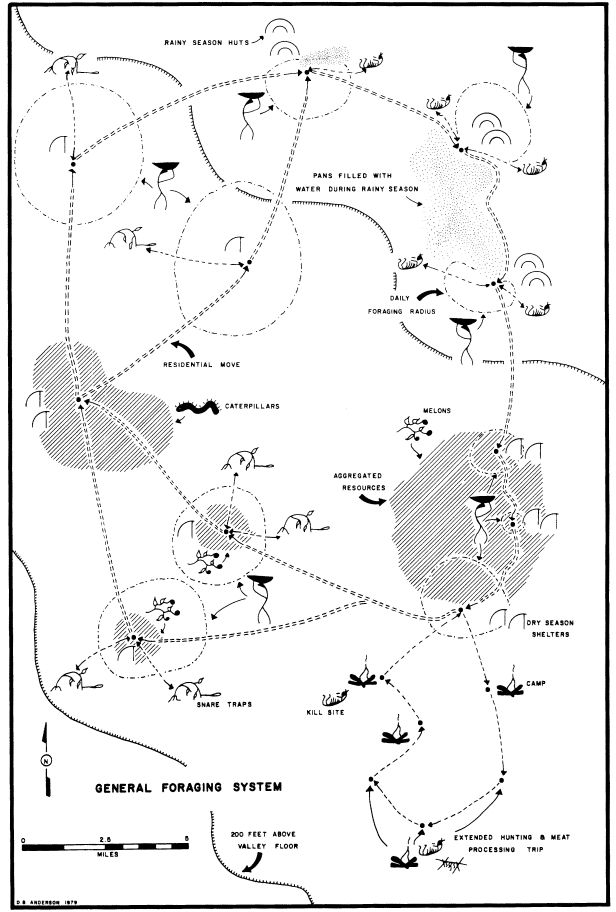 RAINY SEASON HUTS
PANS FILLED WITH
WATER DURING RAINY SEASON
DAILY
FORAGING RADIUS
RESIDENTIAL MOVE
CATERPILLARS
MELONS
AGGREGATED
RESOURCES
DRY SEASON
SHELTERS
SNARE TRAPS
KILL SITE
CAMP
N
GENERAL FORAGING SYSTEM
0 2.5 5
MILES
200 FEET ABOVE
VALLEY FLOOR
EXTENDED HUNTING & MEAT
PROCESSING TRIP
D G ANDERSON 1979